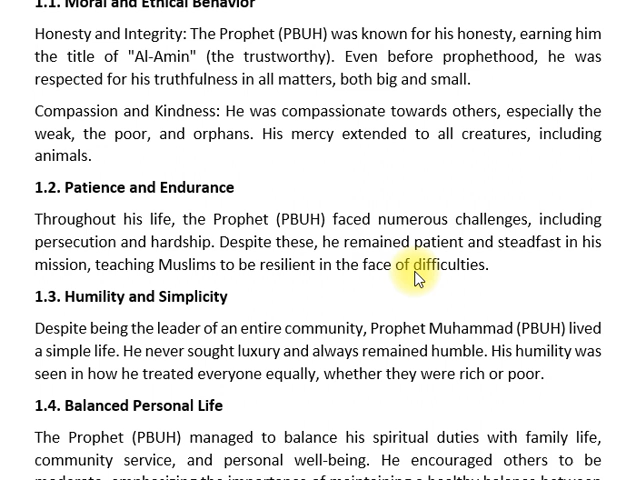 1.1. Moral and Ethical Behavior
Honesty and Integrity: The Prophet (PBUH) was known for his honesty, earning him
the title of "Al-Amin" (the trustworthy). Even before prophethood, he was
respected for his truthfulness in all matters, both big and small.
Compassion and Kindness: He was compassionate towards others, especially the
weak, the poor, and orphans. His mercy extended to all creatures, including
animals.
1.2. Patience and Endurance
Throughout his life, the Prophet (PBUH) faced numerous challenges, including
persecution and hardship. Despite these, he remained patient and steadfast in his
mission, teaching Muslims to be resilient in the face of difficulties.
1.3. Humility and Simplicity
Despite being the leader of an entire community, Prophet Muhammad (PBUH) lived
a simple life. He never sought luxury and always remained humble. His humility was
seen in how he treated everyone equally, whether they were rich or poor.
1.4. Balanced Personal Life
The Prophet (PBUH) managed to balance his spiritual duties with family life,
community service, and personal well-being. He encouraged others to be
moderate, emphasizing the importance of maintaining a healthy balance between